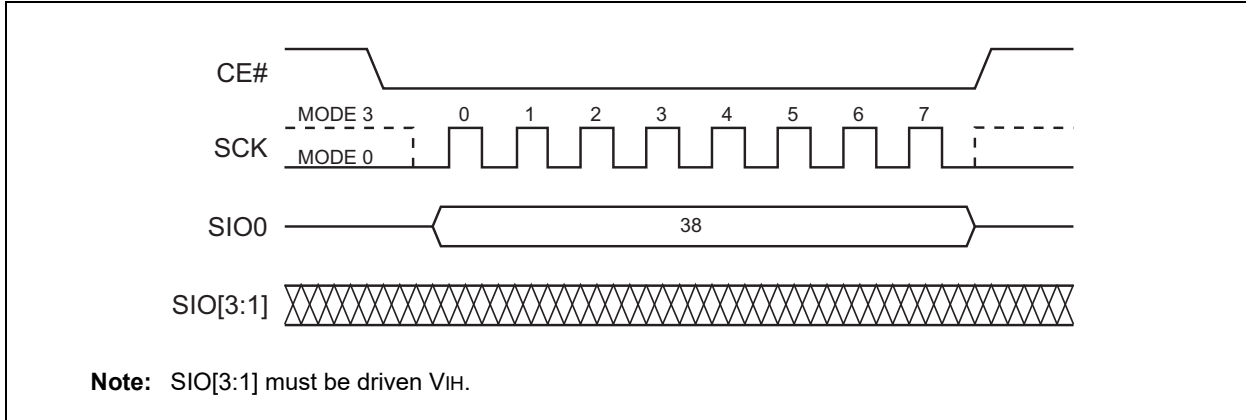 CE#
MODE 3 0 1 2 3 4 5 6 7
SCK
MODE 0
SIO0 38
SIO[3:1]
Note: SIO[3:1] must be driven VIH.